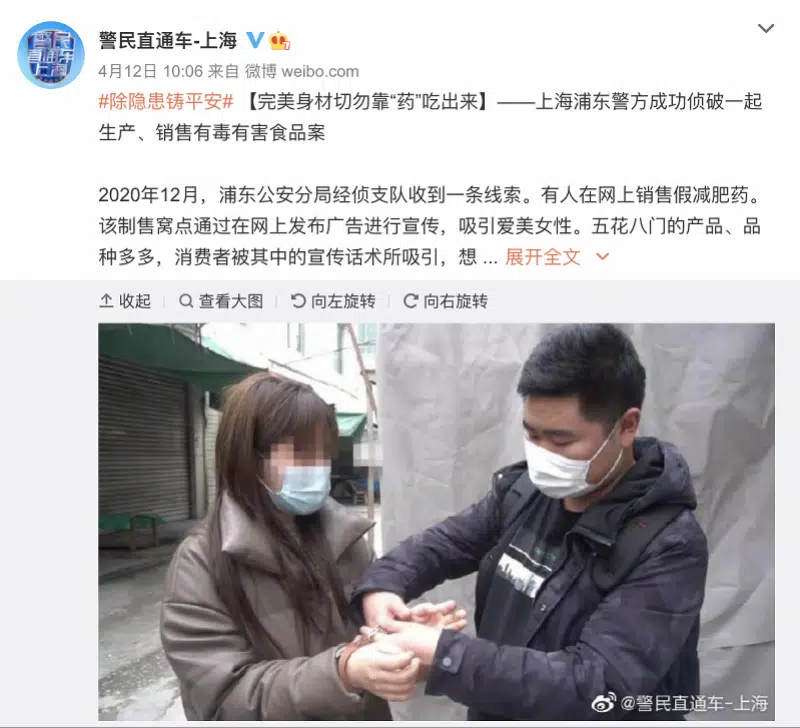 警民直通车-上海
警民直通车-上海
4月12日 10:06 来自 微博 weibo.com
#除隐患铸平安# 【完美身材切勿靠“药”吃出来】——上海浦东警方成功侦破一起
生产、销售有毒有害食品案
2020年12月，浦东公安分局经侦支队收到一条线索。有人在网上销售假减肥药。
该制售窝点通过在网上发布广告进行宣传，吸引爱美女性。五花八门的产品、品
种多多，消费者被其中的宣传话术所吸引，想 ... 展开全文
收起 查看大图 向左旋转 向右旋转
@警民直通车-上海